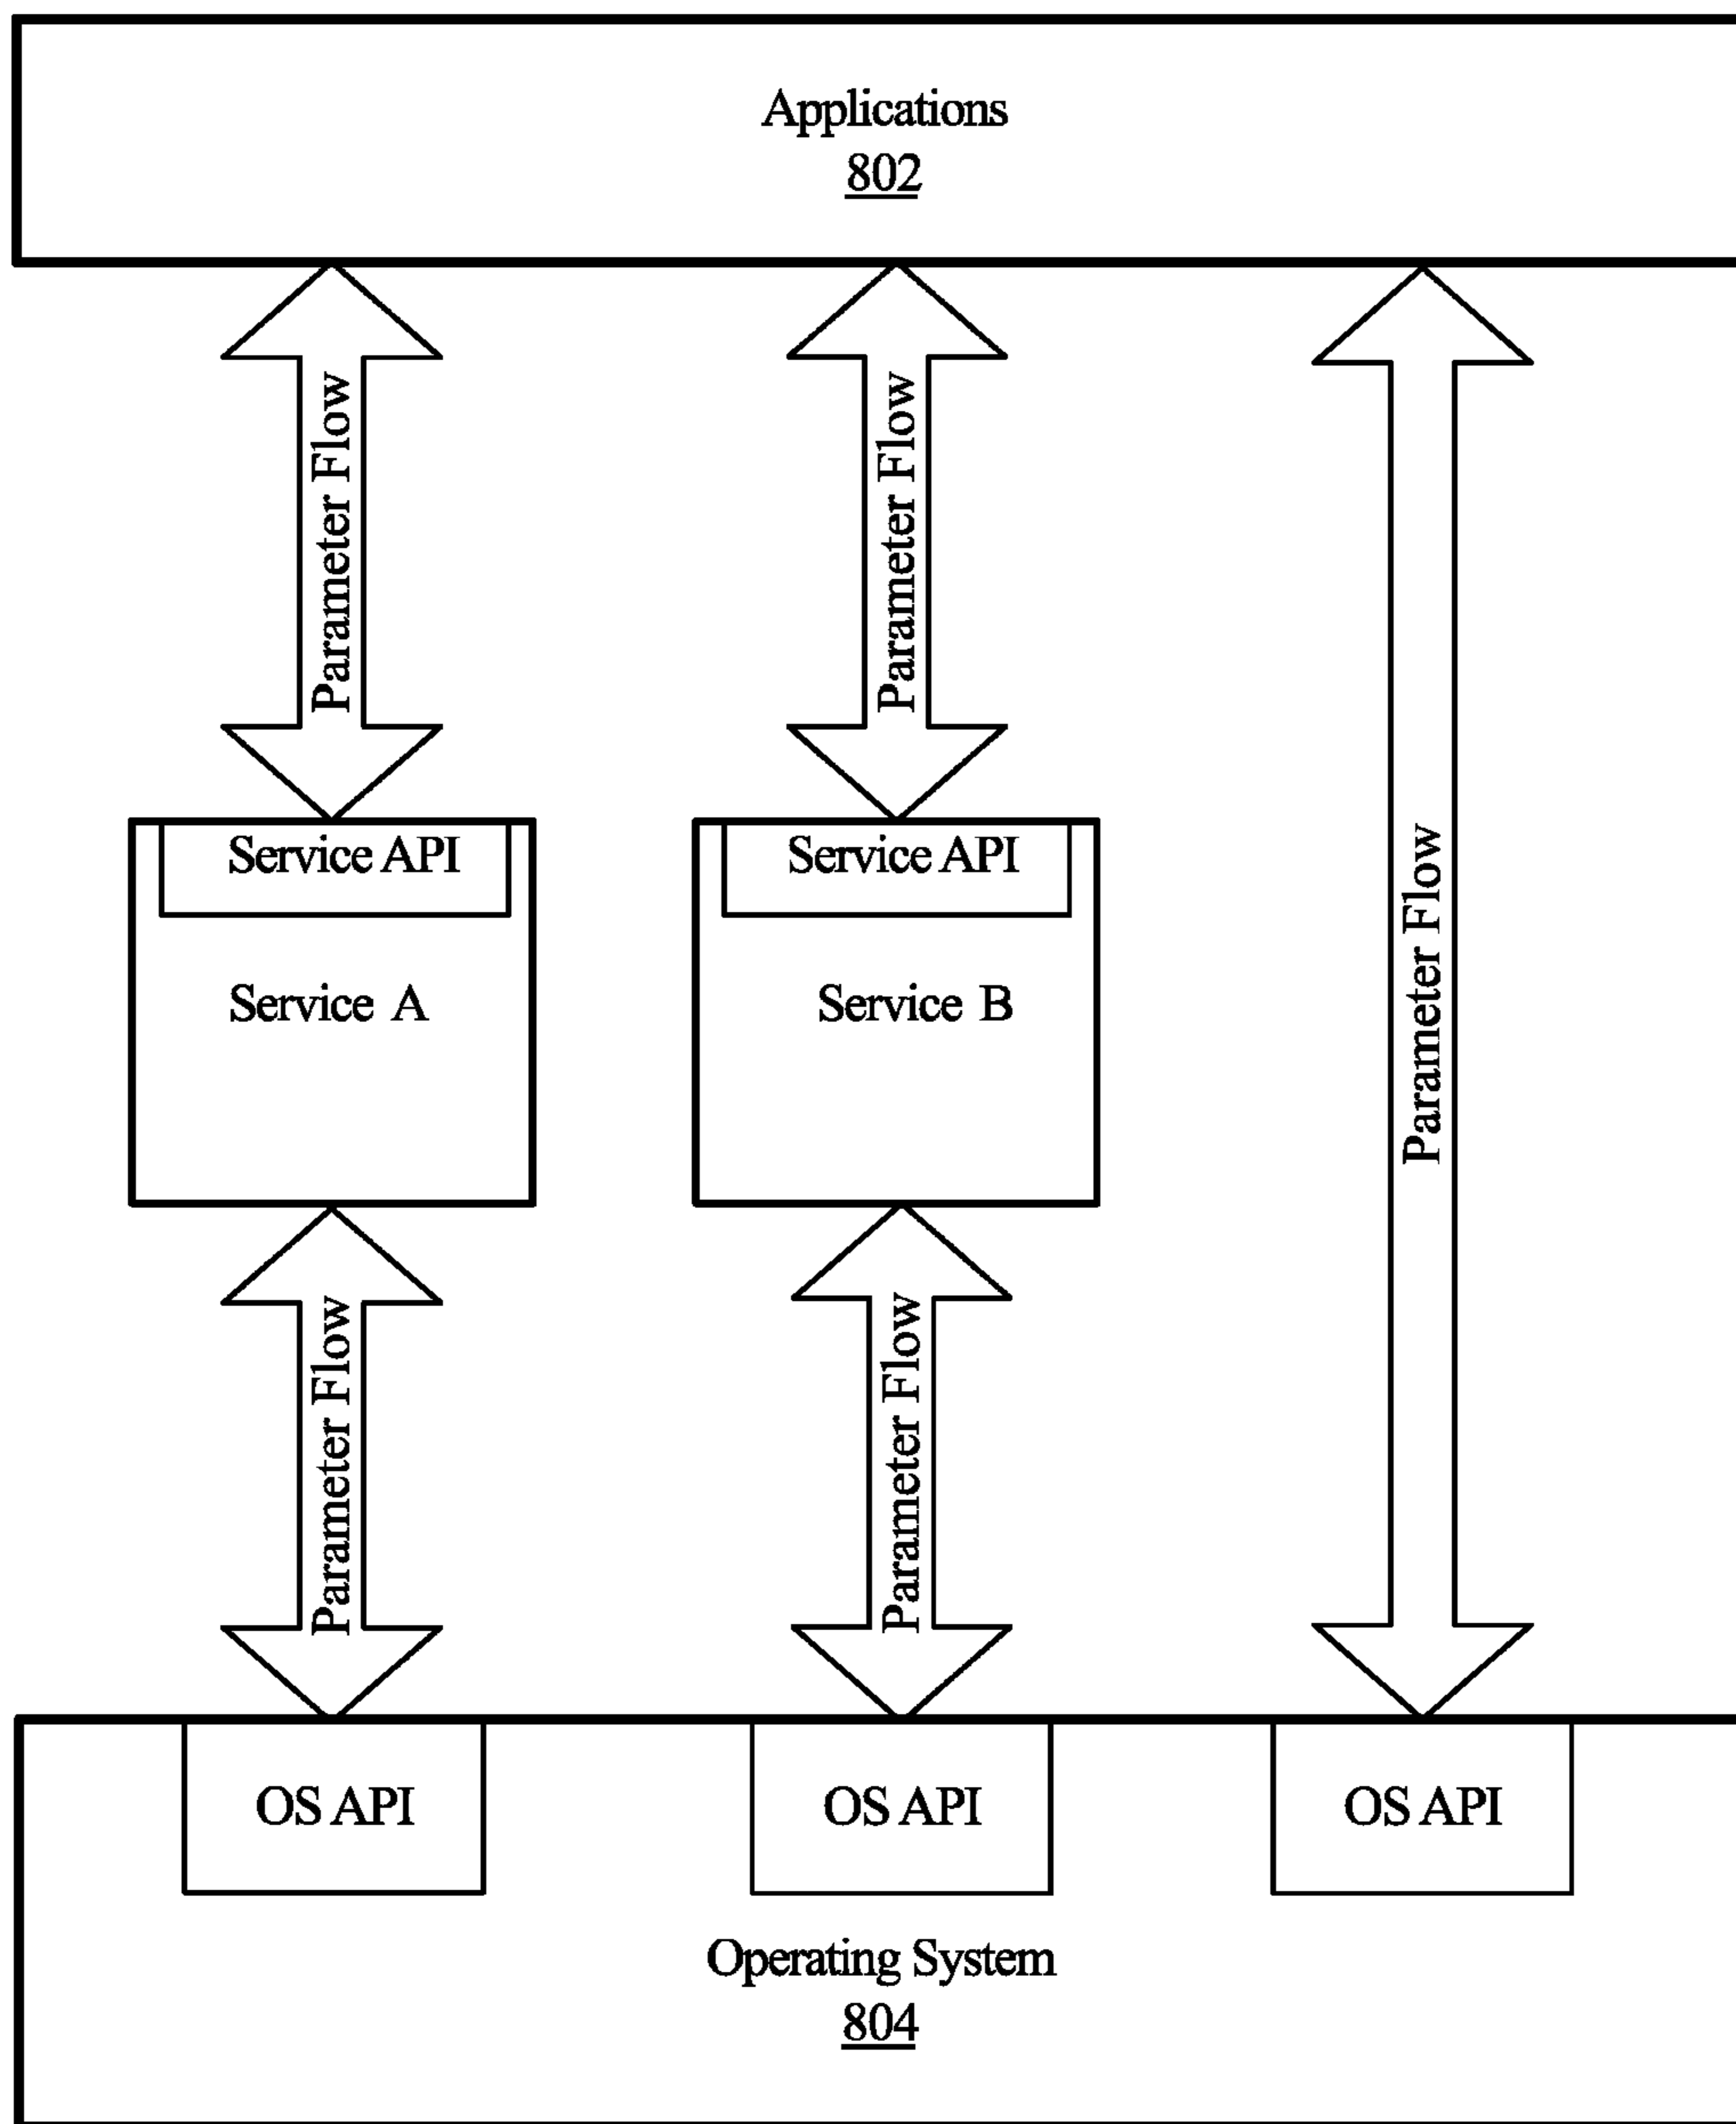 Applications
802
Parameter Flow
Parameter Flow
Parameter Flow
Service API
Service API
Service A
Service B
Parameter Flow
Parameter Flow
OS API
OS API
OS API
Operating System
804